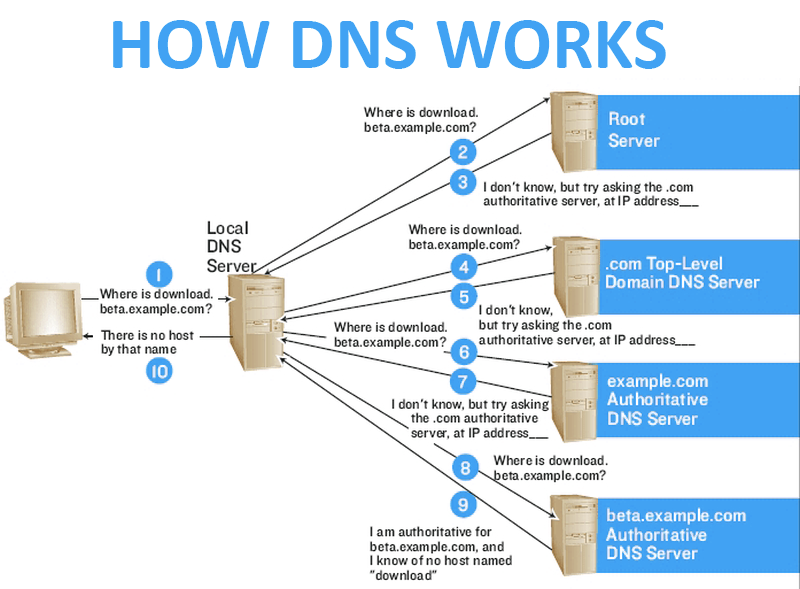 HOW DNS WORKS
Where is download.
beta.example.com?
2
3
Root
Server
I don't know, but try asking the .com
authoritative server, at IP address___
Local
DNS
Server
Where is download.
beta.example.com?
4
5
.com Top-Level
Domain DNS Server
1
Where is download.
beta.example.com?
I don't know,
but try asking the .com
authoritative server, at IP address___
There is no host
by that name
10
Where is download.
beta.example.com?
6
7
example.com
Authoritative
DNS Server
I don't know, but try asking
the .com authoritative
server, at IP address___
8
Where is download.
beta.example.com?
9
I am authoritative for
beta.example.com, and
I know of no host named
"download"
beta.example.com
Authoritative
DNS Server